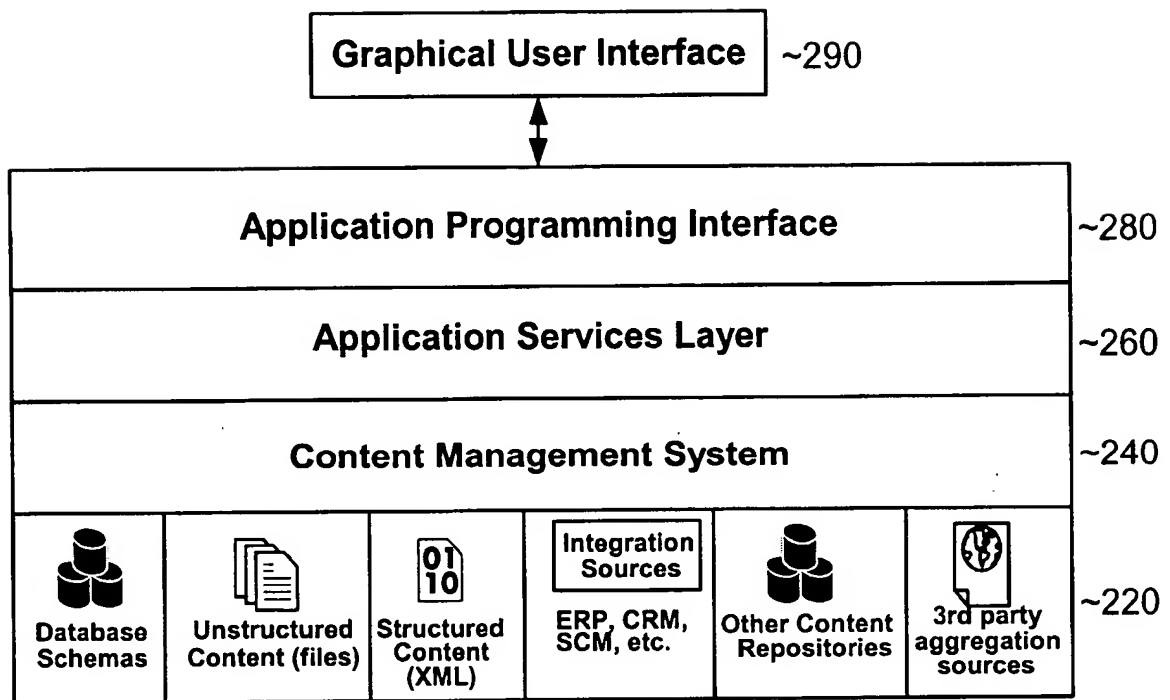 Graphical User Interface ~290
Application Programming Interface ~280
Application Services Layer ~260
Content Management System ~240
Database
Schemas
Unstructured
Content (files)
01
10
Structured
Content
(XML)
Integration
Sources
ERP, CRM,
SCM, etc.
Other Content
Repositories
3rd party
aggregation
sources
~220